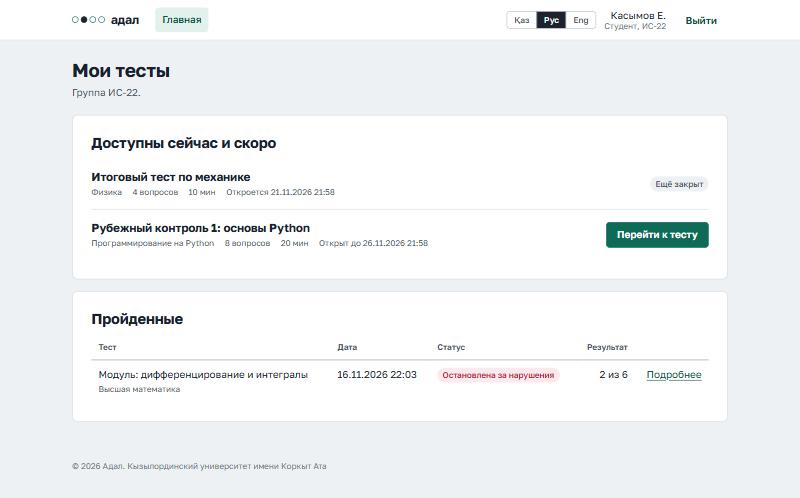 адал
Главная
Қаз Рус Eng
Касымов Е.
Студент, ИС-22
Выйти
Мои тесты
Группа ИС-22.
Доступны сейчас и скоро
Итоговый тест по механике
Физика 4 вопросов 10 мин Откроется 21.11.2026 21:58
Ещё закрыт
Рубежный контроль 1: основы Python
Программирование на Python 8 вопросов 20 мин Открыт до 26.11.2026 21:58
Перейти к тесту
Пройденные
Тест Дата Статус Результат
Модуль: дифференцирование и интегралы 16.11.2026 22:03 Остановлена за нарушения 2 из 6 Подробнее
Высшая математика
© 2026 Адал. Кызылординский университет имени Коркыт Ата